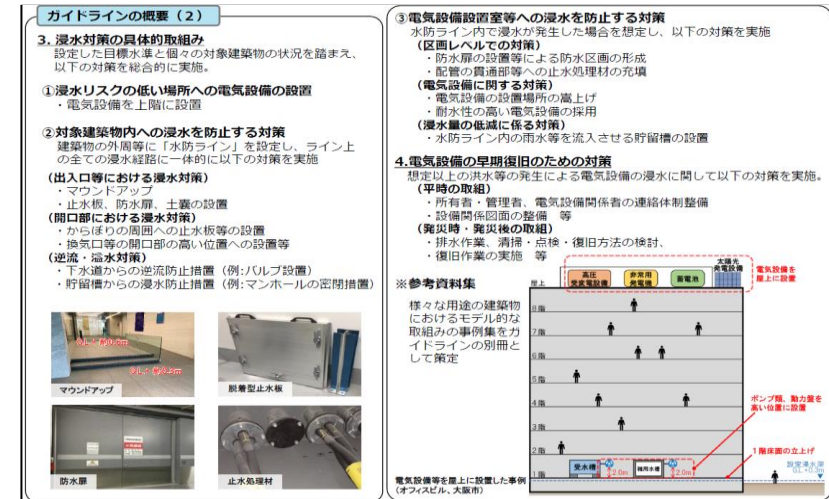 ガイドラインの概要（２）
３. 浸水対策の具体的取組み
設定した目標水準と個々の対象建築物の状況を踏まえ、
以下の対策を総合的に実施。
①浸水リスクの低い場所への電気設備の設置
・電気設備を上階に設置
②対象建築物内への浸水を防止する対策
建築物の外周等に「水防ライン」を設定し、ライン上
の全ての浸水経路に一体的に以下の対策を実施
（出入口等における浸水対策）
・マウンドアップ
・止水板、防水扉、土嚢の設置
（開口部における浸水対策）
・からぼりの周囲への止水板等の設置
・換気口等の開口部の高い位置への設置等
（逆流・溢水対策）
・下水道からの逆流防止措置（例:バルブ設置）
・貯留槽からの浸水防止措置（例:マンホールの密閉措置）
マウンドアップ
脱着型止水板
防水扉
止水処理材
③電気設備設置室等への浸水を防止する対策
水防ライン内で浸水が発生した場合を想定し、以下の対策を実施
（区画レベルでの対策）
・防水扉の設置等による防水区画の形成
・配管の貫通部等への止水処理材の充填
（電気設備に関する対策）
・電気設備の設置場所の嵩上げ
・耐水性の高い電気設備の採用
（浸水量の低減に係る対策）
・水防ライン内の雨水等を流入させる貯留槽の設置
４.電気設備の早期復旧のための対策
想定以上の洪水等の発生による電気設備の浸水に関して以下の対策を実施。
（平時の取組）
・所有者・管理者、電気設備関係者の連絡体制整備
・設備関係図面の整備　等
（発災時・発災後の取組）
・排水作業、清掃・点検・復旧方法の検討、
・復旧作業の実施　等
※参考資料集
様々な用途の建築物
におけるモデル的な
取組みの事例集をガ
イドラインの別冊と
して策定
太陽光
発電設備
電気設備を
屋上に設置
高圧
受変電設備
非常用
発電機
蓄電池
屋上
8階
7階
6階
5階
4階
3階
2階
1階
ポンプ類、動力盤を
高い位置に設置
1階床面の立上げ
受水槽
2.0m
雑用水槽
2.0m
設定浸水深
G.L.+0.3m
電気設備等を屋上に設置した事例
（オフィスビル、大阪市）